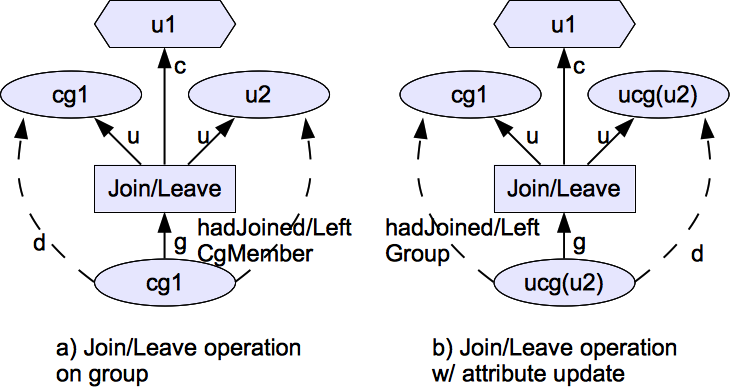 u1
c
cg1
u2
u
u
Join/Leave
hadJoined/Left
CgMember
d
g
cg1
a) Join/Leave operation
on group
u1
c
cg1
ucg(u2)
u
u
Join/Leave
hadJoined/Left
Group
g
d
ucg(u2)
b) Join/Leave operation
w/ attribute update